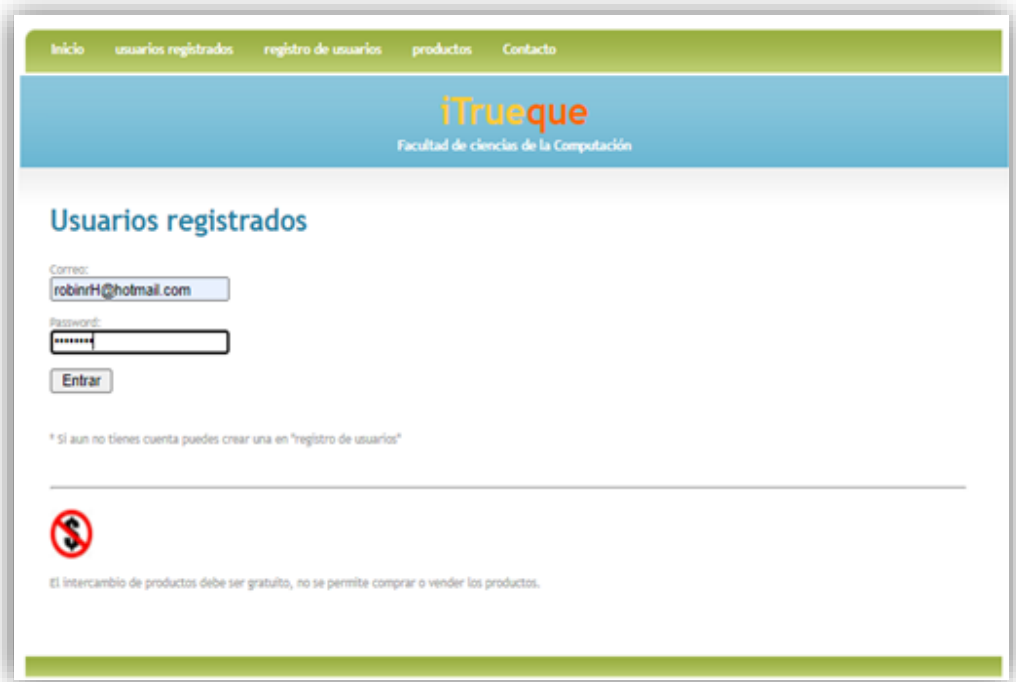 Inicio usuarios registrados registro de usuarios productos Contacto
iTrueque
Facultad de ciencias de la Computación
Usuarios registrados
Correo:
robinrH@hotmail.com
Password:
••••••••
Entrar
* Si aun no tienes cuenta puedes crear una en "registro de usuarios"
$
El intercambio de productos debe ser gratuito, no se permite comprar o vender los productos.